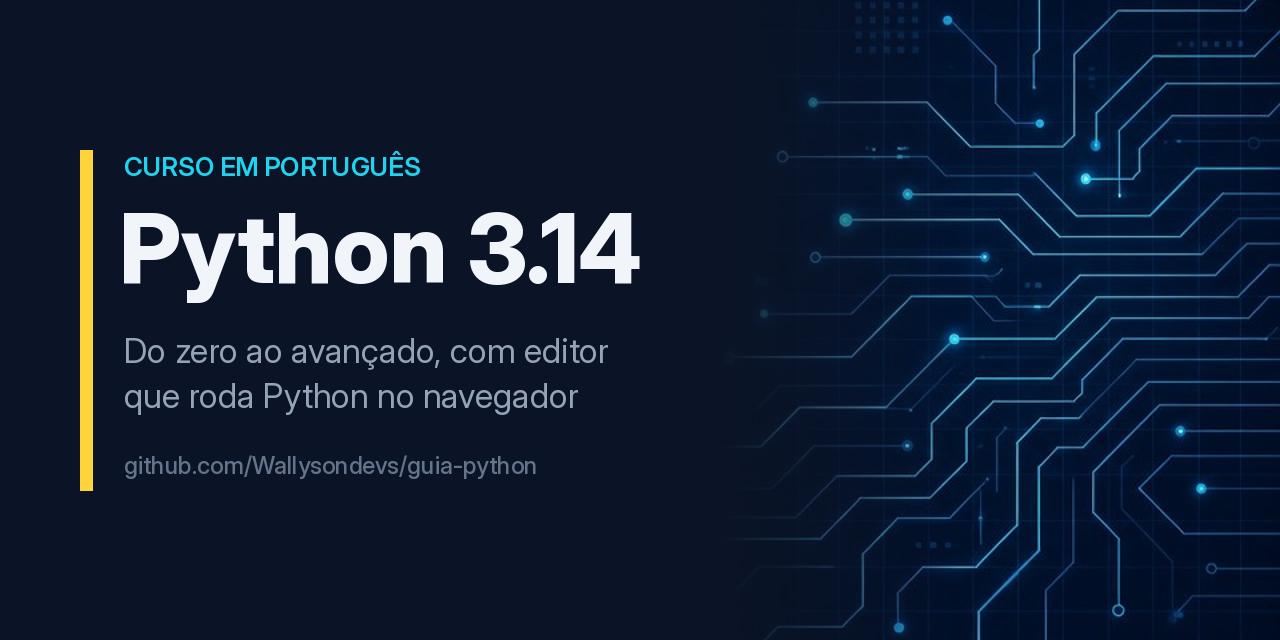 CURSO EM PORTUGUÊS
Python 3.14
Do zero ao avançado, com editor
que roda Python no navegador
github.com/Wallysondevs/guia-python